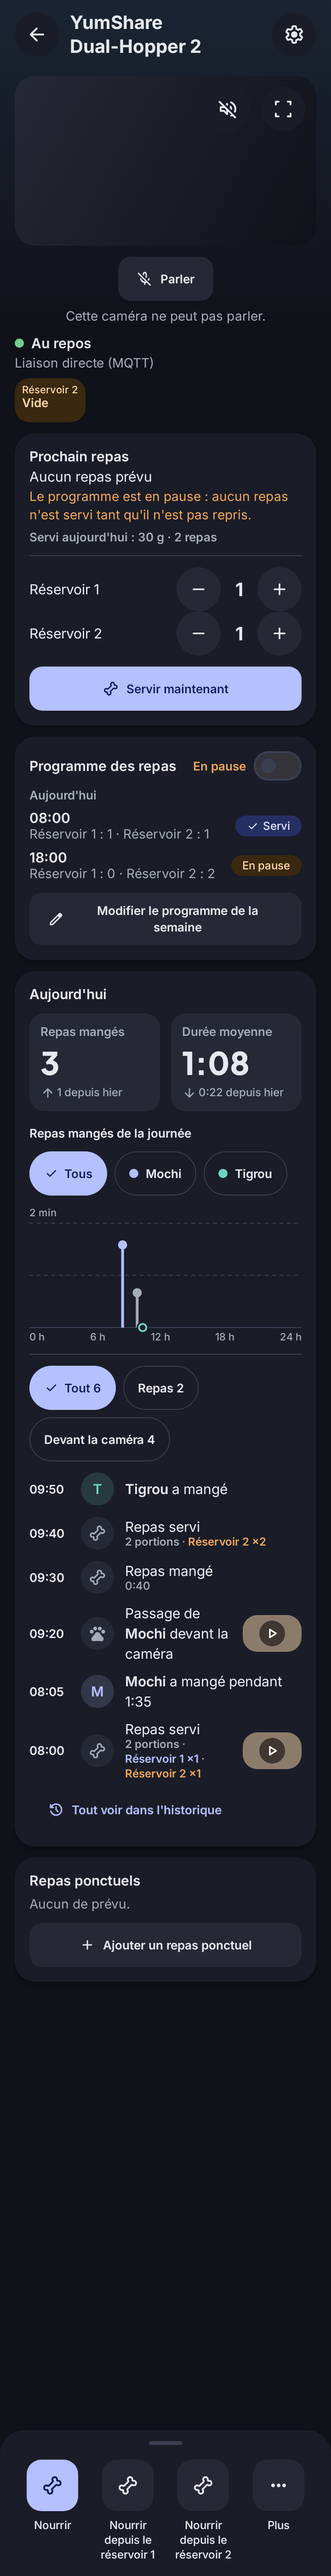 YumShare
Dual-Hopper 2
Parler
Cette caméra ne peut pas parler.
Au repos
Liaison directe (MQTT)
Réservoir 2
Vide
Prochain repas
Aucun repas prévu
Le programme est en pause : aucun repas
n'est servi tant qu'il n'est pas repris.
Servi aujourd'hui : 30 g · 2 repas
Réservoir 1
1
Réservoir 2
1
Servir maintenant
Programme des repas
En pause
Aujourd'hui
08:00
Réservoir 1 : 1 · Réservoir 2 : 1
Servi
18:00
Réservoir 1 : 0 · Réservoir 2 : 2
En pause
Modifier le programme de la
semaine
Aujourd'hui
Repas mangés
3
1 depuis hier
Durée moyenne
1:08
0:22 depuis hier
Repas mangés de la journée
Tous
Mochi
Tigrou
2 min
0 h
6 h
12 h
18 h
24 h
Tout 6
Repas 2
Devant la caméra 4
09:50
T
Tigrou a mangé
09:40
Repas servi
2 portions · Réservoir 2 ×2
09:30
Repas mangé
0:40
09:20
Passage de
Mochi devant la
caméra
08:05
M
Mochi a mangé pendant
1:35
08:00
Repas servi
2 portions ·
Réservoir 1 ×1 ·
Réservoir 2 ×1
Tout voir dans l'historique
Repas ponctuels
Aucun de prévu.
Ajouter un repas ponctuel
Nourrir
Nourrir
depuis le
réservoir 1
Nourrir
depuis le
réservoir 2
Plus